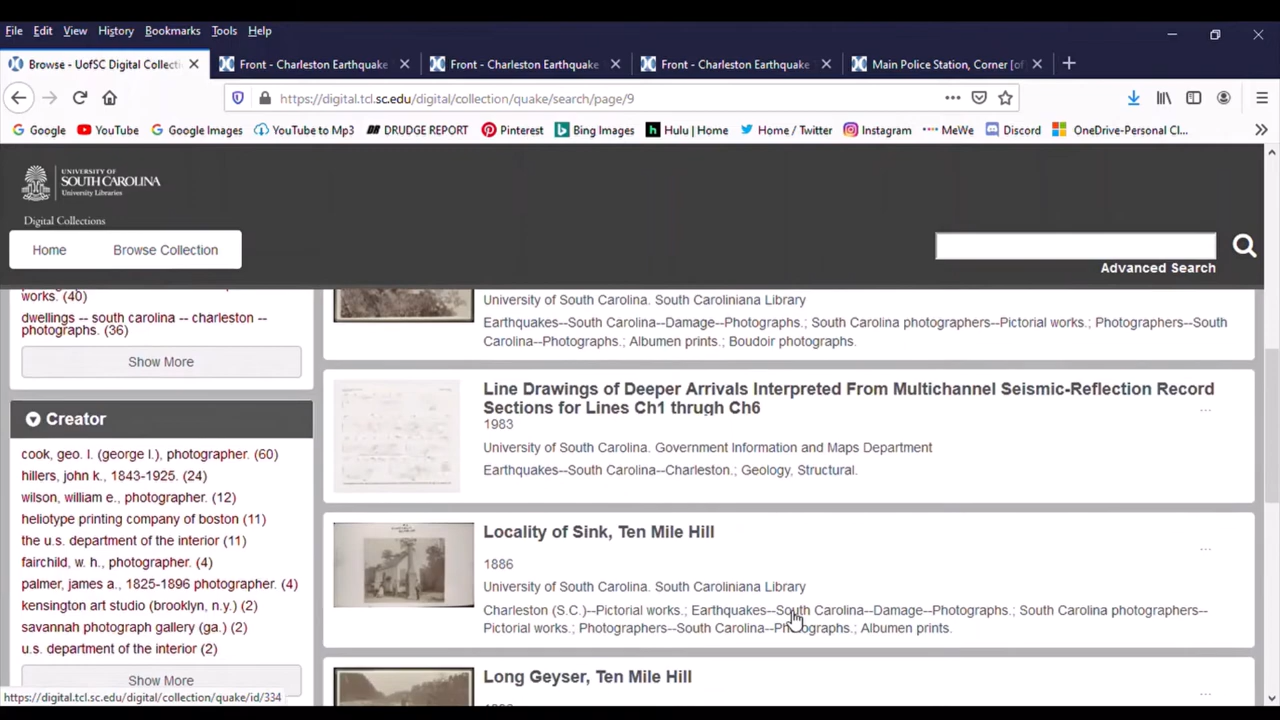 File Edit View History Bookmarks Tools Help
Browse - UofSC Digital Collecti
Front - Charleston Earthquake
Front - Charleston Earthquake
Front - Charleston Earthquake
Main Police Station, Corner [of
https://digital.tcl.sc.edu/digital/collection/quake/search/page/9
Google YouTube Google Images YouTube to Mp3 DRUDGE REPORT Pinterest Bing Images Hulu | Home Home / Twitter Instagram MeWe Discord OneDrive-Personal Cl...
UNIVERSITY OF
SOUTH CAROLINA
University Libraries
Digital Collections
Home Browse Collection
Advanced Search
works. (40)
dwellings -- south carolina -- charleston --
photographs. (36)
Show More
Creator
cook, geo. l. (george l.), photographer. (60)
hillers, john k., 1843-1925. (24)
wilson, william e., photographer. (12)
heliotype printing company of boston (11)
the u.s. department of the interior (11)
fairchild, w. h., photographer. (4)
palmer, james a., 1825-1896 photographer. (4)
kensington art studio (brooklyn, n.y.) (2)
savannah photograph gallery (ga.) (2)
u.s. department of the interior (2)
Show More
University of South Carolina. South Caroliniana Library
Earthquakes--South Carolina--Damage--Photographs.; South Carolina photographers--Pictorial works.; Photographers--South
Carolina--Photographs.; Albumen prints.; Boudoir photographs.
Line Drawings of Deeper Arrivals Interpreted From Multichannel Seismic-Reflection Record
Sections for Lines Ch1 thrugh Ch6
1983
University of South Carolina. Government Information and Maps Department
Earthquakes--South Carolina--Charleston.; Geology, Structural.
Locality of Sink, Ten Mile Hill
1886
University of South Carolina. South Caroliniana Library
Charleston (S.C.)--Pictorial works.; Earthquakes--South Carolina--Damage--Photographs.; South Carolina photographers--
Pictorial works.; Photographers--South Carolina--Photographs.; Albumen prints.
Long Geyser, Ten Mile Hill
https://digital.tcl.sc.edu/digital/collection/quake/id/334